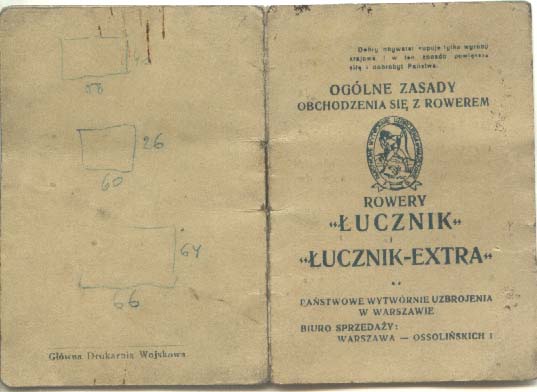 58
26
60
64
66
Główna Drukarnia Wojskowa
Dobry obywatel kupuje tylko wyroby
krajowe i w ten sposób powiększa
siłę i dobrobyt Państwa.
OGÓLNE ZASADY
OBCHODZENIA SIĘ Z ROWEREM
ROWERY
"ŁUCZNIK"
i
"ŁUCZNIK-EXTRA"
PAŃSTWOWE WYTWÓRNIE UZBROJENIA
W WARSZAWIE
BIURO SPRZEDAŻY:
WARSZAWA — OSSOLIŃSKICH 1